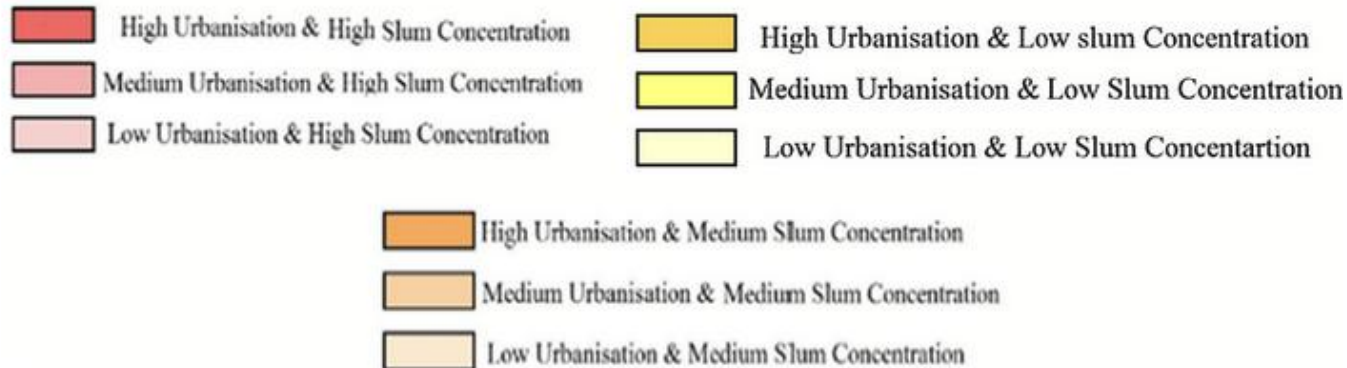 High Urbanisation & High Slum Concentration
Medium Urbanisation & High Slum Concentration
Low Urbanisation & High Slum Concentration
High Urbanisation & Low slum Concentration
Medium Urbanisation & Low Slum Concentration
Low Urbanisation & Low Slum Concentartion
High Urbanisation & Medium Slum Concentration
Medium Urbanisation & Medium Slum Concentration
Low Urbanisation & Medium Slum Concentration